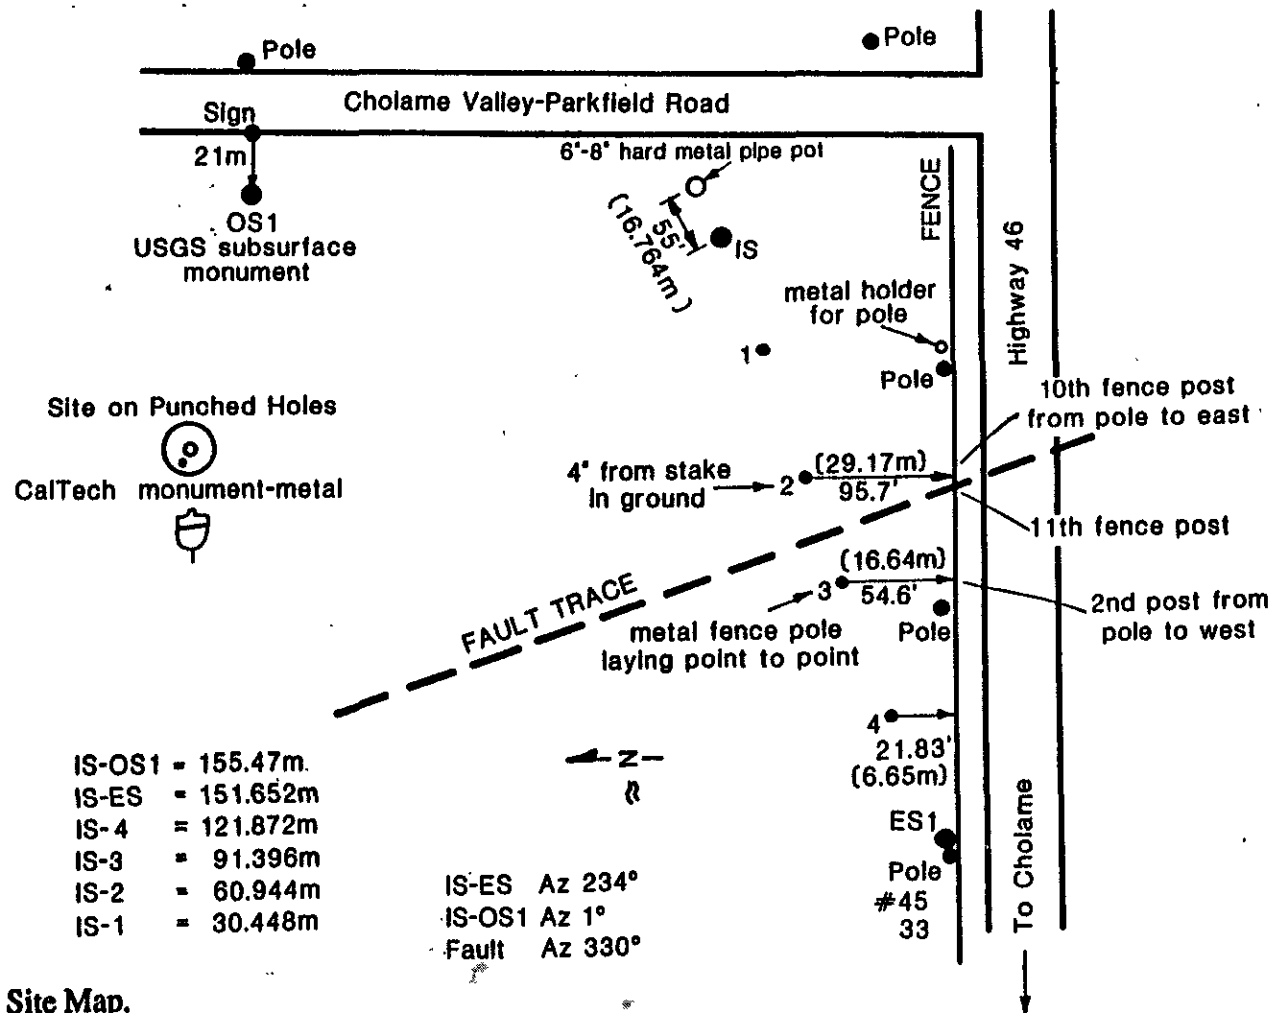 Pole
Pole
Cholame Valley-Parkfield Road
Sign
21m
6"-8" hard metal pipe pot
OS1
USGS subsurface
monument
55'
(16.764m.)
IS
FENCE
Highway 46
metal holder
for pole
1
Pole
10th fence post
from pole to east
Site on Punched Holes
CalTech monument-metal
4" from stake
in ground
2
(29.17m)
95.7'
11th fence post
(16.64m)
3
54.6'
FAULT TRACE
metal fence pole
laying point to point
Pole
2nd post from
pole to west
4
21.83'
(6.65m)
N
IS-OS1 = 155.47m.
IS-ES = 151.652m
IS-4 = 121.872m
IS-3 = 91.396m
IS-2 = 60.944m
IS-1 = 30.448m
IS-ES Az 234°
IS-OS1 Az 1°
Fault Az 330°
ES1
Pole
#45
33
To Cholame
Site Map.